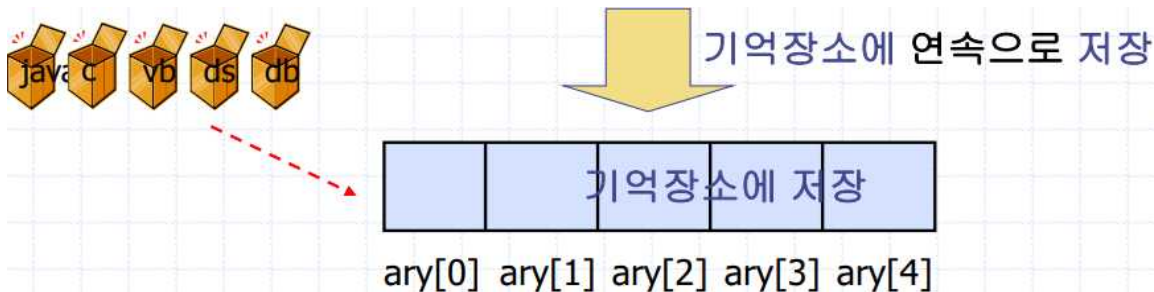 java c vb ds db
기억장소에 연속으로 저장
기억장소에 저장
ary[0] ary[1] ary[2] ary[3] ary[4]